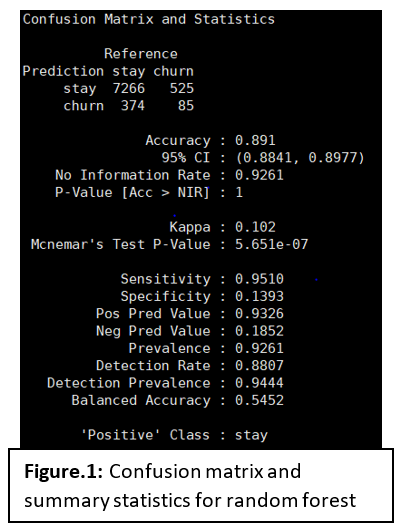 Confusion Matrix and Statistics
Reference
Prediction stay churn
stay 7266 525
churn 374 85
Accuracy : 0.891
95% CI : (0.8841, 0.8977)
No Information Rate : 0.9261
P-Value [Acc > NIR] : 1
Kappa : 0.102
Mcnemar's Test P-Value : 5.651e-07
Sensitivity : 0.9510
Specificity : 0.1393
Pos Pred Value : 0.9326
Neg Pred Value : 0.1852
Prevalence : 0.9261
Detection Rate : 0.8807
Detection Prevalence : 0.9444
Balanced Accuracy : 0.5452
'Positive' Class : stay
Figure.1: Confusion matrix and
summary statistics for random forest